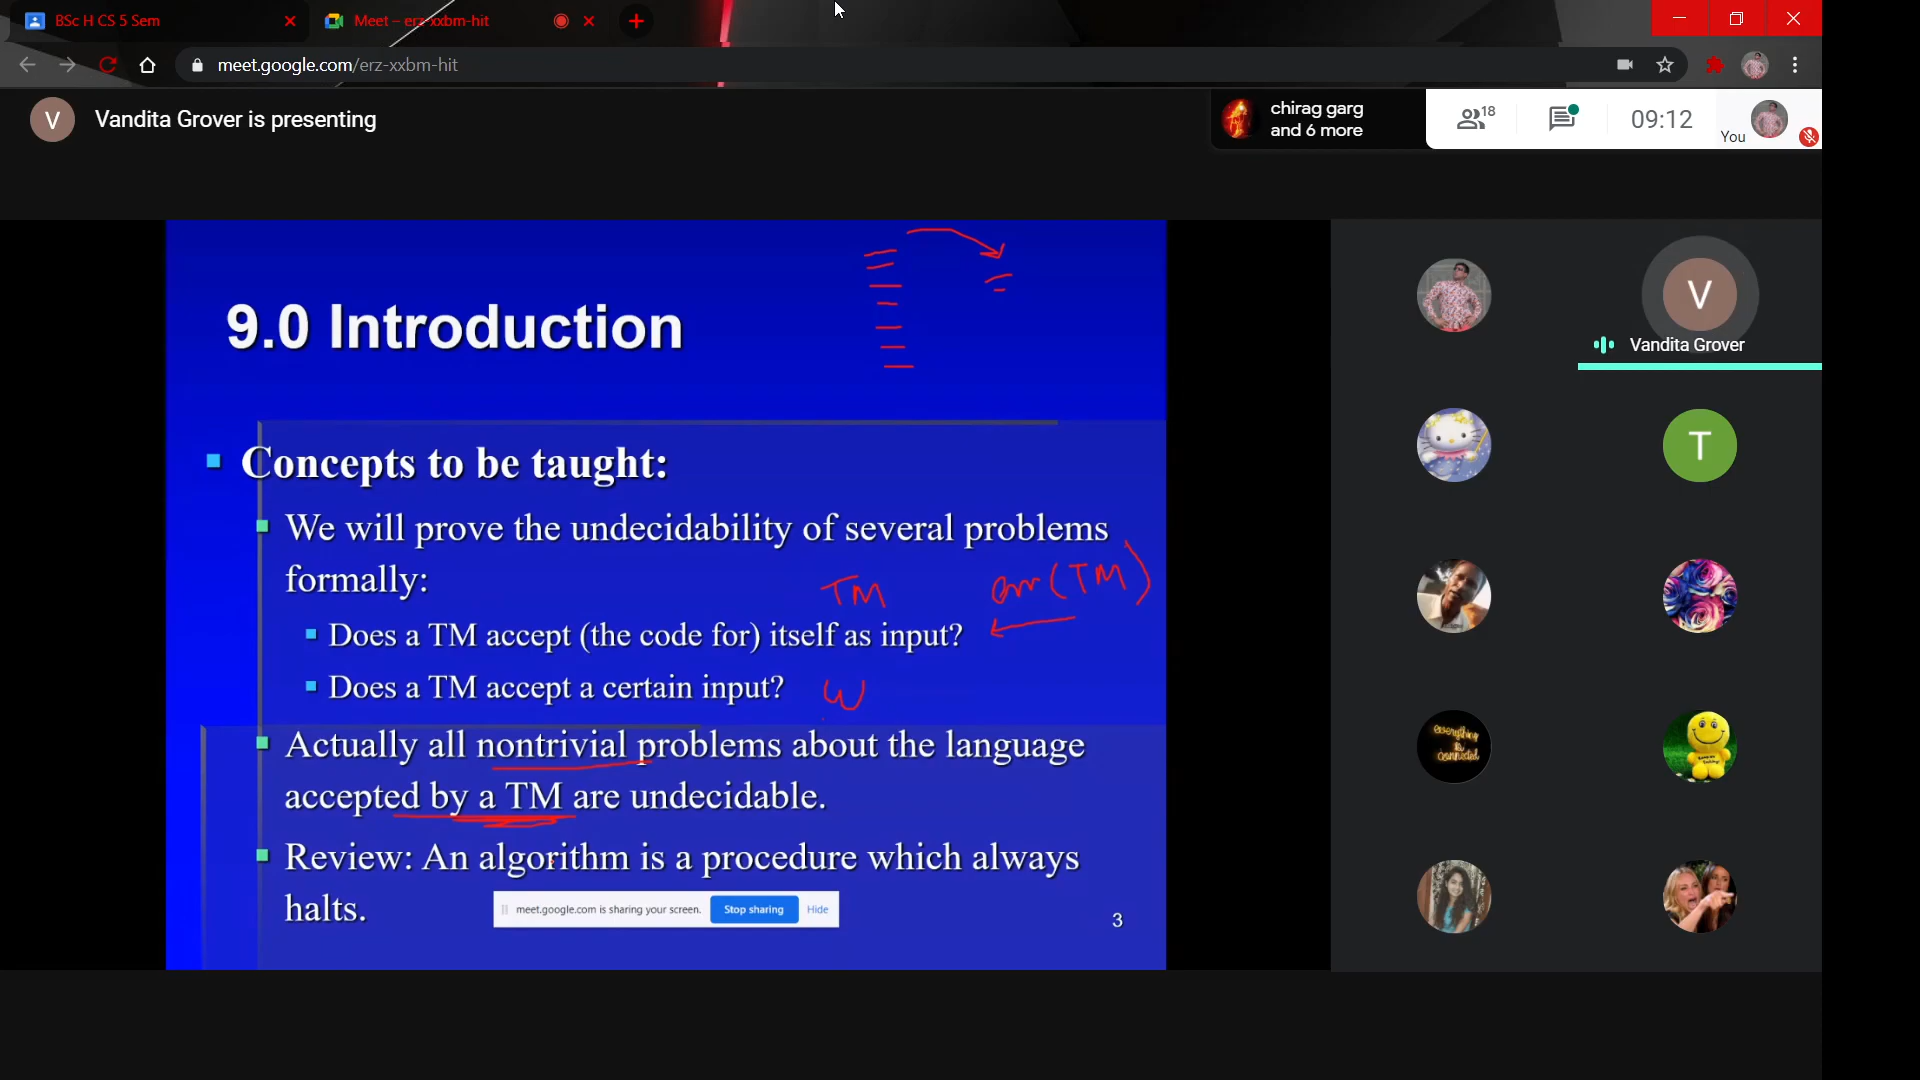 BSc H CS 5 Sem
Meet – erz-xxbm-hit
meet.google.com/erz-xxbm-hit
V
Vandita Grover is presenting
chirag garg
and 6 more
18
09:12
You
9.0 Introduction
Concepts to be taught:
We will prove the undecidability of several problems
formally:
TM
(TM)
Does a TM accept (the code for) itself as input?
Does a TM accept a certain input?
W
Actually all nontrivial problems about the language
accepted by a TM are undecidable.
Review: An algorithm is a procedure which always
halts.
meet.google.com is sharing your screen.
Stop sharing
Hide
3
V
Vandita Grover
T
everything
is
connected